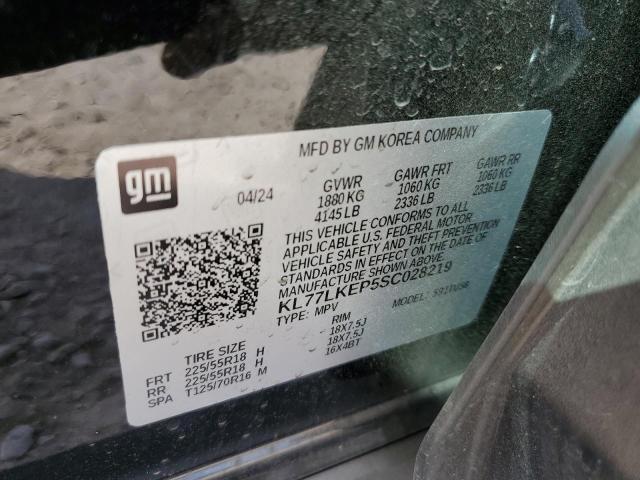 MFD BY GM KOREA COMPANY
gm
04/24
GVWR GAWR FRT GAWR RR
1880 KG 1060 KG 1060 KG
4145 LB 2336 LB 2336 LB
THIS VEHICLE CONFORMS TO ALL
APPLICABLE U.S. FEDERAL MOTOR
VEHICLE SAFETY AND THEFT PREVENTION
STANDARDS IN EFFECT ON THE DATE OF
MANUFACTURE SHOWN ABOVE.
KL77LKEP5SC028219
TYPE: MPV MODEL:
TIRE SIZE RIM
FRT 225/55R18 H 18X7.5J
RR 225/55R18 H 18X7.5J
SPA T125/70R16 M 16X4BT